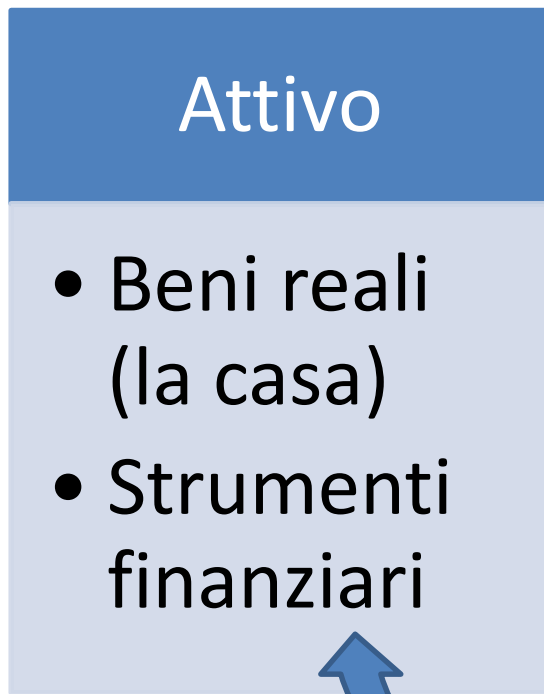 Attivo
• Beni reali
(la casa)
• Strumenti
finanziari